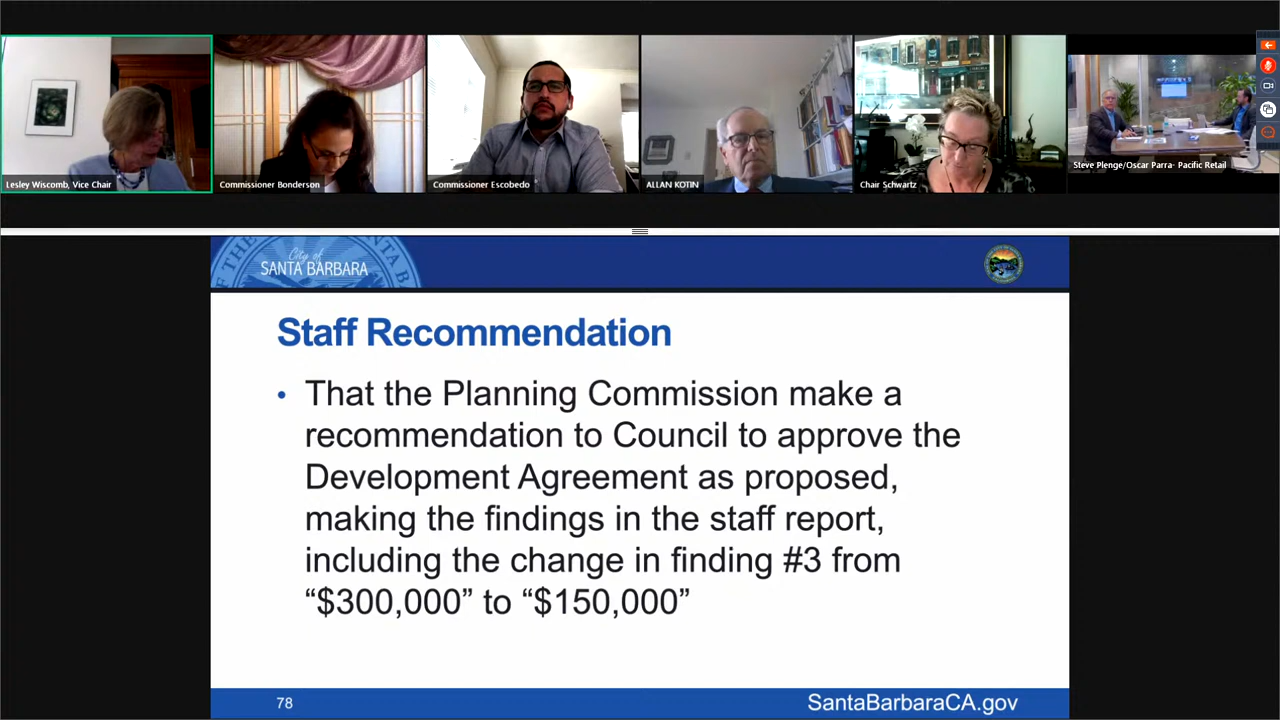 Lesley Wiscomb, Vice Chair
Commissioner Bonderson
Commissioner Escobedo
ALLAN KOTIN
Chair Schwartz
Steve Plenge/Oscar Parra- Pacific Retail
City of
SANTA BARBARA
Staff Recommendation
• That the Planning Commission make a
recommendation to Council to approve the
Development Agreement as proposed,
making the findings in the staff report,
including the change in finding #3 from
“$300,000” to “$150,000”
78
SantaBarbaraCA.gov